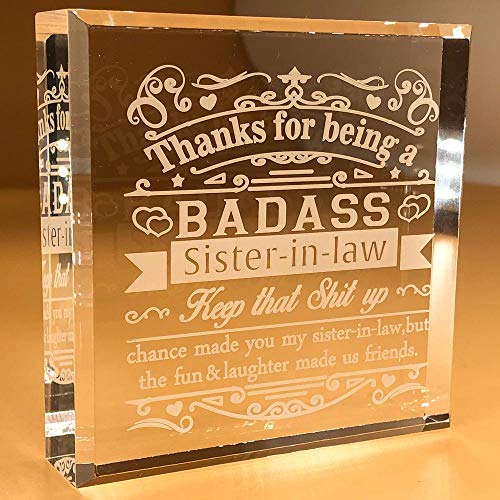 Thanks for being a
BADASS
Sister-in-law
Keep that Shit up
chance made you my sister-in-law,but
the fun & laughter made us friends.